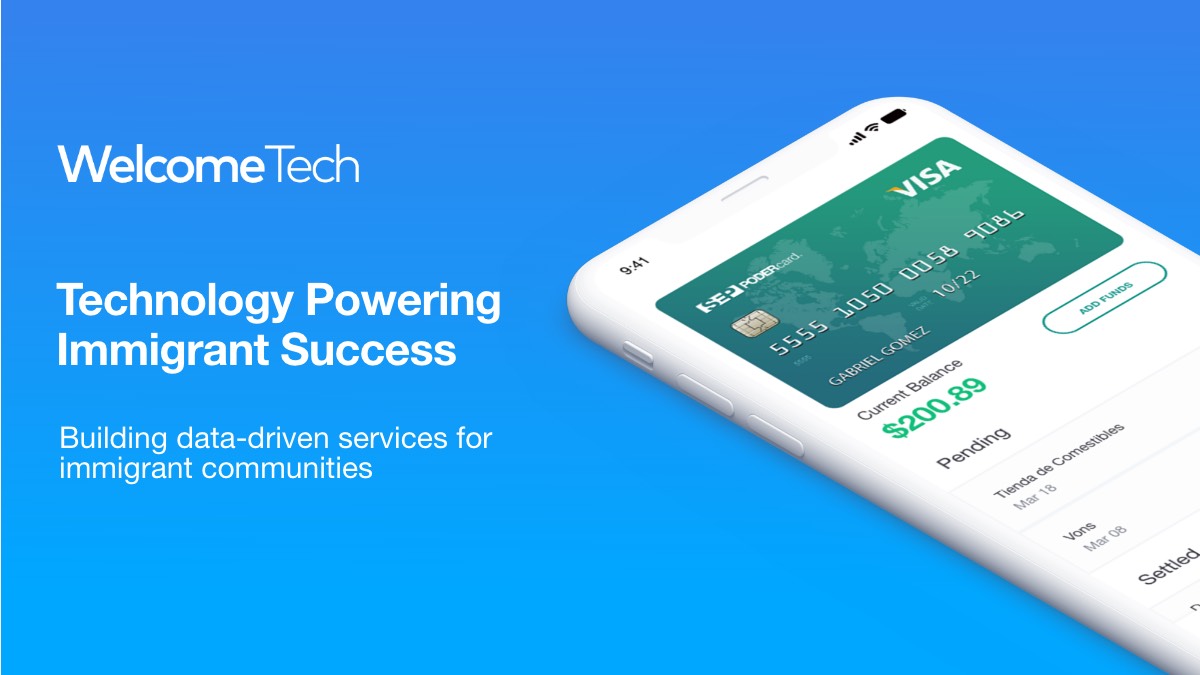 WelcomeTech
Technology Powering
Immigrant Success
Building data-driven services for
immigrant communities
9:41
VISA
SEP PODERcard.
5555 1050 0058 9086
5555
10/22
GABRIEL GOMEZ
ADD FUNDS
Current Balance
$200.89
Pending
Tienda de Comestibles
Mar 18
Vons
Mar 08
Settled